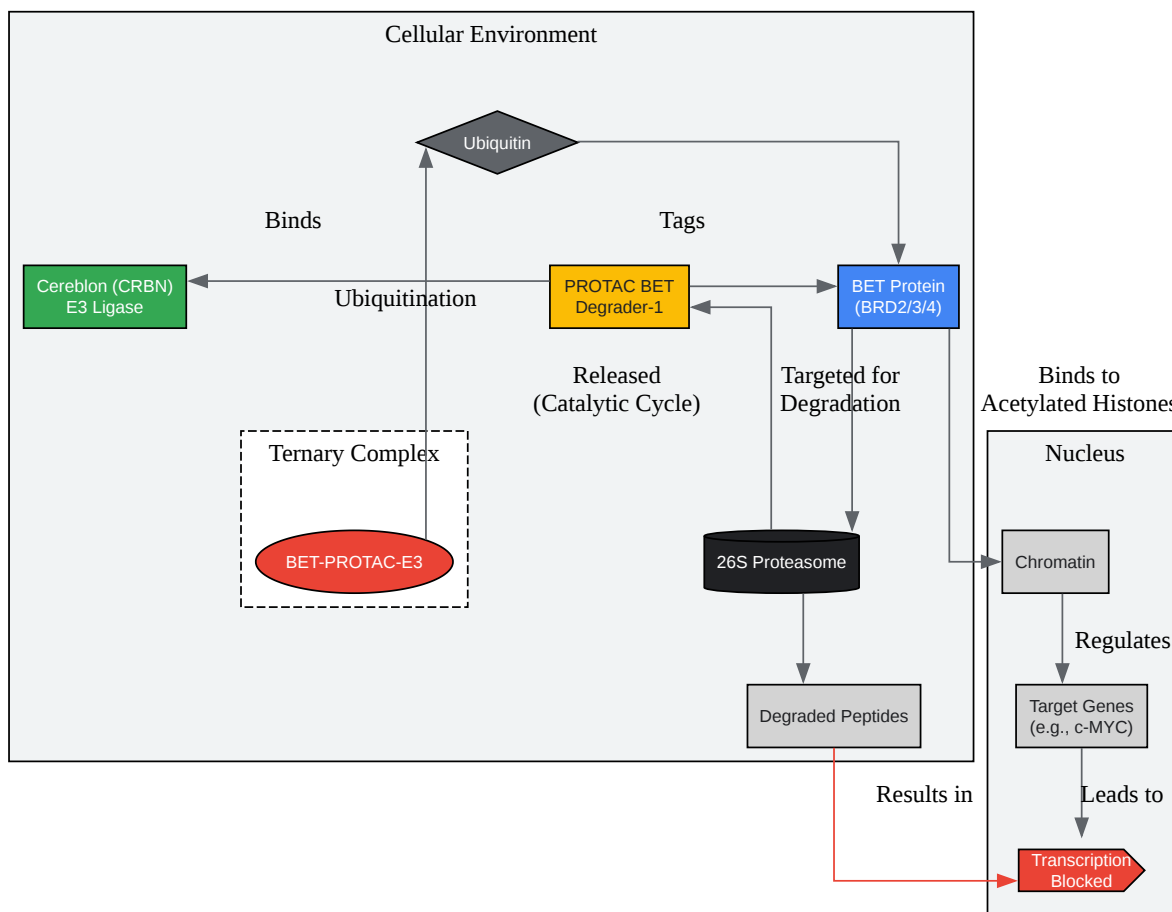 Cellular Environment
Ubiquitin
Binds
Tags
Cereblon (CRBN)
E3 Ligase
Ubiquitination
PROTAC BET
Degrader-1
BET Protein
(BRD2/3/4)
Released
(Catalytic Cycle)
Targeted for
Degradation
Binds to
Acetylated Histones
Ternary Complex
Nucleus
BET-PROTAC-E3
26S Proteasome
Chromatin
Regulates
Degraded Peptides
Target Genes
(e.g., c-MYC)
Results in
Leads to
Transcription
Blocked